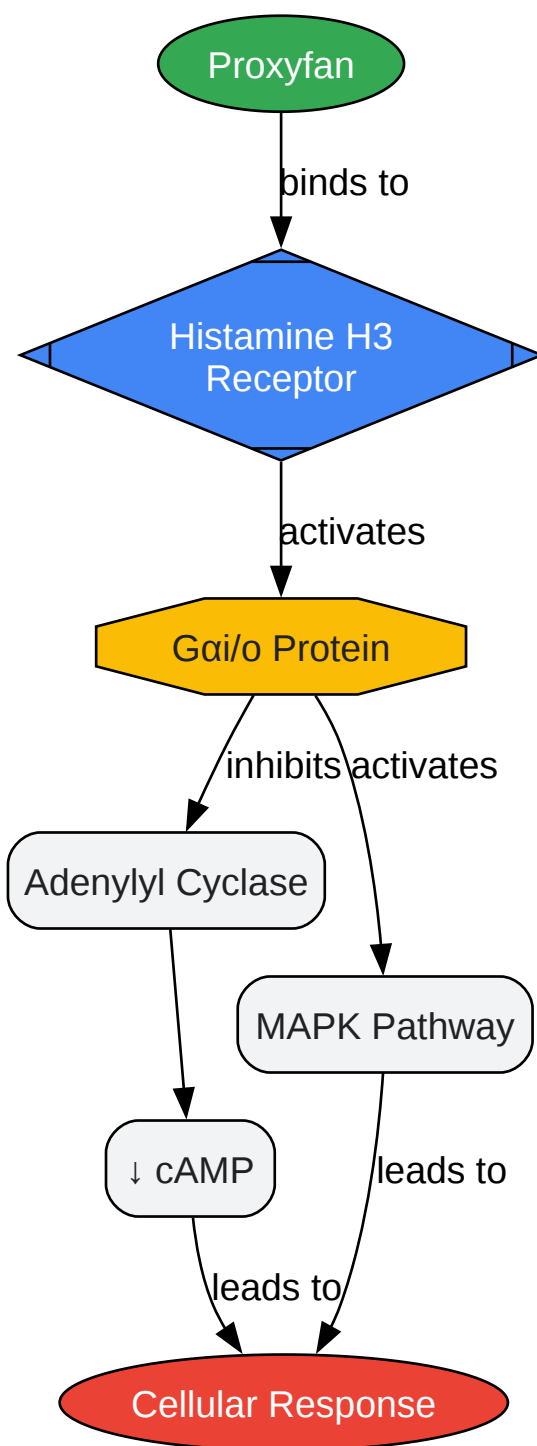 Proxyfan
binds to
Histamine H3
Receptor
activates
Gαi/o Protein
inhibits
activates
Adenylyl Cyclase
MAPK Pathway
↓ cAMP
leads to
leads to
Cellular Response